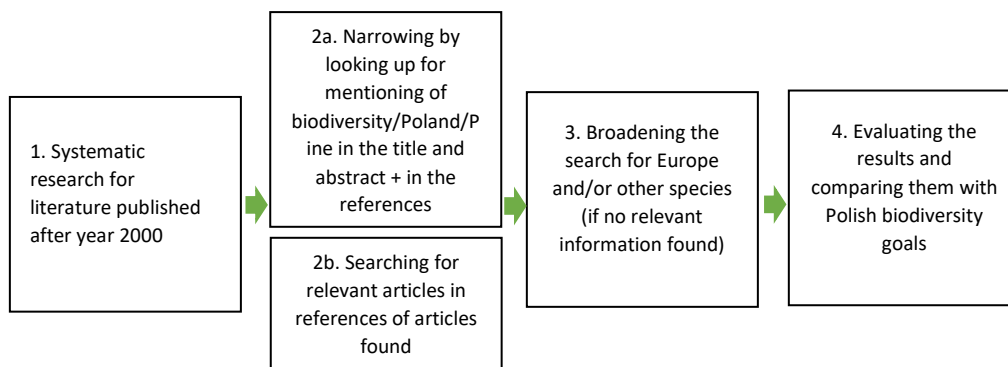 1. Systematic
research for
literature published
after year 2000
2a. Narrowing by
looking up for
mentioning of
biodiversity/Poland/P
ine in the title and
abstract + in the
references
2b. Searching for
relevant articles in
references of articles
found
3. Broadening the
search for Europe
and/or other species
(if no relevant
information found)
4. Evaluating the
results and
comparing them with
Polish biodiversity
goals